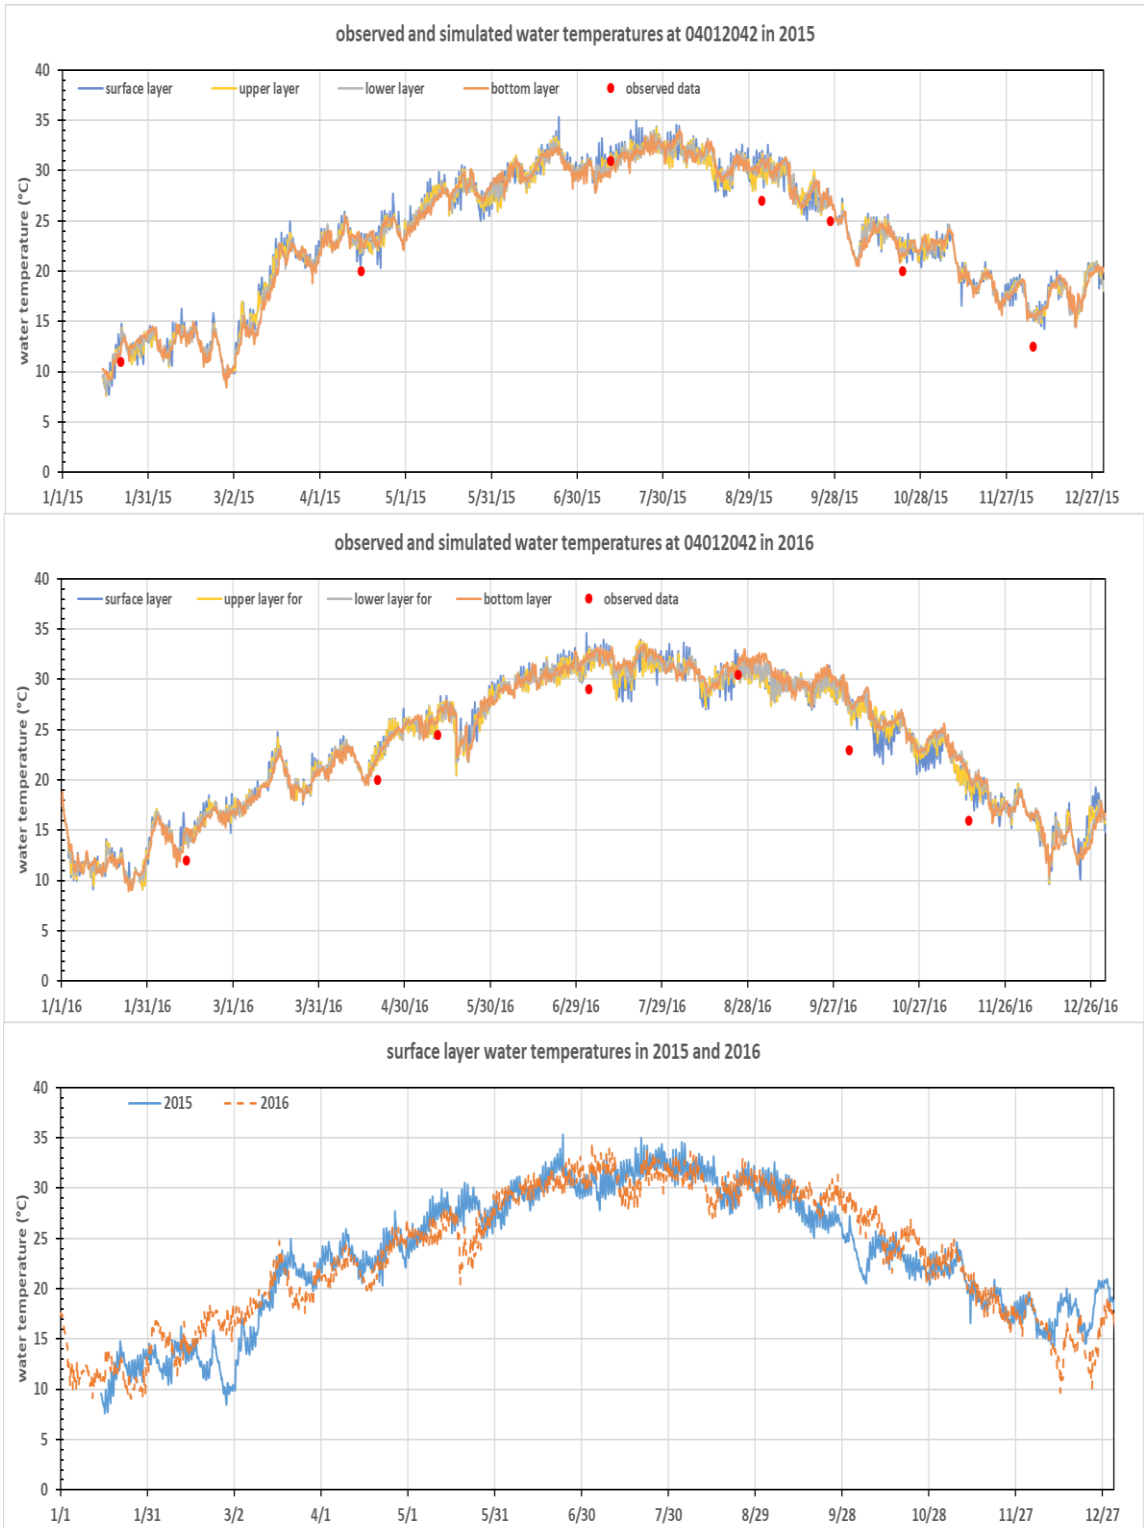 observed and simulated water temperatures at 04012042 in 2015
surface layer upper layer lower layer bottom layer observed data
water temperature (°C)
40
35
30
25
20
15
10
5
0
1/1/15 1/31/15 3/2/15 4/1/15 5/1/15 5/31/15 6/30/15 7/30/15 8/29/15 9/28/15 10/28/15 11/27/15 12/27/15
observed and simulated water temperatures at 04012042 in 2016
surface layer upper layer for lower layer for bottom layer observed data
water temperature (°C)
40
35
30
25
20
15
10
5
0
1/1/16 1/31/16 3/1/16 3/31/16 4/30/16 5/30/16 6/29/16 7/29/16 8/28/16 9/27/16 10/27/16 11/26/16 12/26/16
surface layer water temperatures in 2015 and 2016
2015 2016
water temperature (°C)
40
35
30
25
20
15
10
5
0
1/1 1/31 3/2 4/1 5/1 5/31 6/30 7/30 8/29 9/28 10/28 11/27 12/27